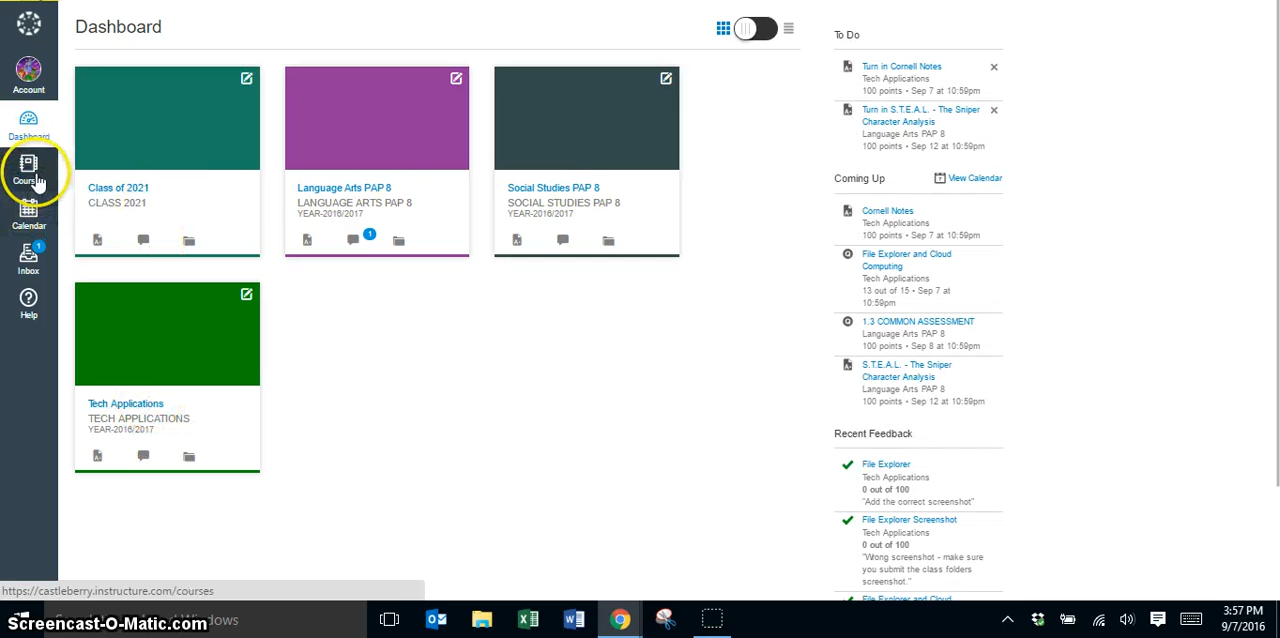 Dashboard
Account
Dashboard
Calendar
1
Inbox
Help
Class of 2021
CLASS 2021
Language Arts PAP 8
LANGUAGE ARTS PAP 8
YEAR-2016/2017
1
Social Studies PAP 8
SOCIAL STUDIES PAP 8
YEAR-2016/2017
Tech Applications
TECH APPLICATIONS
YEAR-2016/2017
To Do
Turn in Cornell Notes
Tech Applications
100 points • Sep 7 at 10:59pm
Turn in S.T.E.A.L. - The Sniper
Character Analysis
Language Arts PAP 8
100 points • Sep 12 at 10:59pm
Coming Up
View Calendar
Cornell Notes
Tech Applications
100 points • Sep 7 at 10:59pm
File Explorer and Cloud
Computing
Tech Applications
13 out of 15 • Sep 7 at
10:59pm
1.3 COMMON ASSESSMENT
Language Arts PAP 8
100 points • Sep 8 at 10:59pm
S.T.E.A.L. - The Sniper
Character Analysis
Language Arts PAP 8
100 points • Sep 12 at 10:59pm
Recent Feedback
File Explorer
Tech Applications
0 out of 100
"Add the correct screenshot"
File Explorer Screenshot
Tech Applications
0 out of 100
"Wrong screenshot - make sure
you submit the class folders
screenshot."
File Explorer and Cloud
https://castleberry.instructure.com/courses
Screencast-O-Matic.com
Windows
3:57 PM
9/7/2016